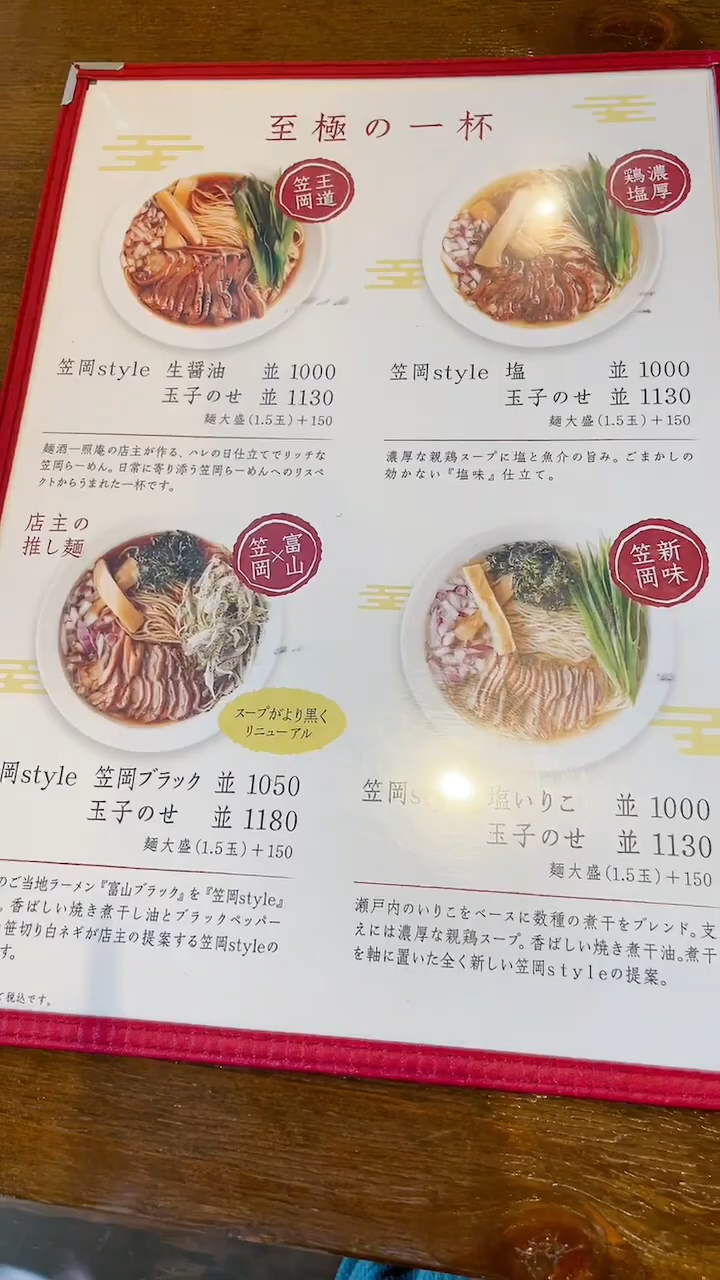 至極の一杯
王道
笠岡
笠岡style 生醤油 並 1000
玉子のせ 並 1130
麺大盛(1.5玉)+150
麺酒一照庵の店主が作る、ハレの日仕立てでリッチな
笠岡らーめん。日常に寄り添う笠岡らーめんへのリスペ
クトからうまれた一杯です。
濃厚
鶏塩
笠岡style 塩 並 1000
玉子のせ 並 1130
麺大盛(1.5玉)+150
濃厚な親鶏スープに塩と魚介の旨み。ごまかしの
効かない『塩味』仕立て。
店主の
推し麺
富山
×
笠岡
スープがより黒く
リニューアル
岡style 笠岡ブラック 並 1050
玉子のせ 並 1180
麺大盛(1.5玉)+150
のご当地ラーメン『富山ブラック』を『笠岡style』
。香ばしい焼き煮干し油とブラックペッパー
笹切り白ネギが店主の提案する笠岡styleの
す。
税込です。
新味
笠岡
笠岡s 塩いりこ 並 1000
玉子のせ 並 1130
麺大盛(1.5玉)+150
瀬戸内のいりこをベースに数種の煮干をブレンド。支
えには濃厚な親鶏スープ。香ばしい焼き煮干油。煮干
を軸に置いた全く新しい笠岡styleの提案。